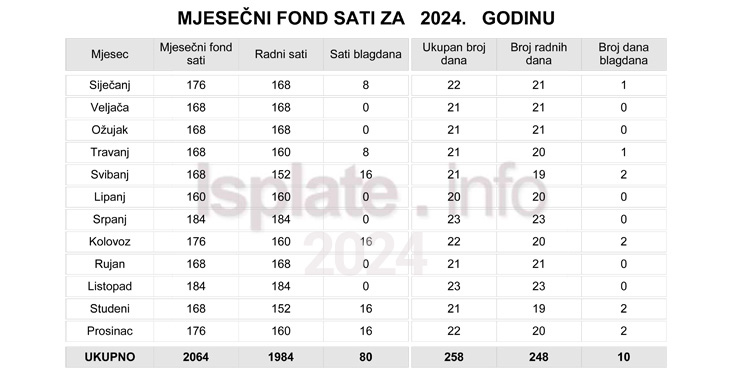 MJESEČNI FOND SATI ZA 2024. GODINU
Mjesec Mjesečni fond sati Radni sati Sati blagdana Ukupan broj dana Broj radnih dana Broj dana blagdana
Siječanj 176 168 8 22 21 1
Veljača 168 168 0 21 21 0
Ožujak 168 168 0 21 21 0
Travanj 168 160 8 21 20 1
Svibanj 168 152 16 21 19 2
Lipanj 160 160 0 20 20 0
Srpanj 184 184 0 23 23 0
Kolovoz 176 160 16 22 20 2
Rujan 168 168 0 21 21 0
Listopad 184 184 0 23 23 0
Studeni 168 152 16 21 19 2
Prosinac 176 160 16 22 20 2
UKUPNO 2064 1984 80 258 248 10
Isplate . info
2024